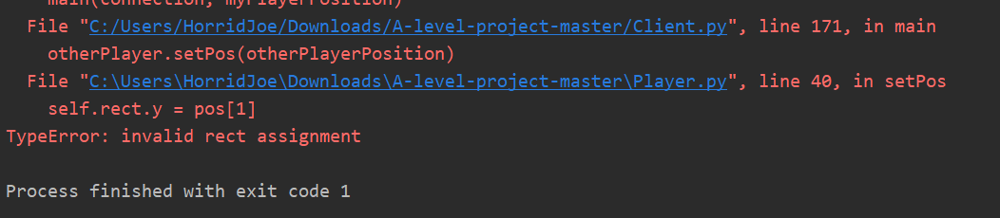 main(connection, myPlayerPosition)
File "C:/Users/HorridJoe/Downloads/A-level-project-master/Client.py", line 171, in main
otherPlayer.setPos(otherPlayerPosition)
File "C:\Users\HorridJoe\Downloads\A-level-project-master\Player.py", line 40, in setPos
self.rect.y = pos[1]
TypeError: invalid rect assignment
Process finished with exit code 1